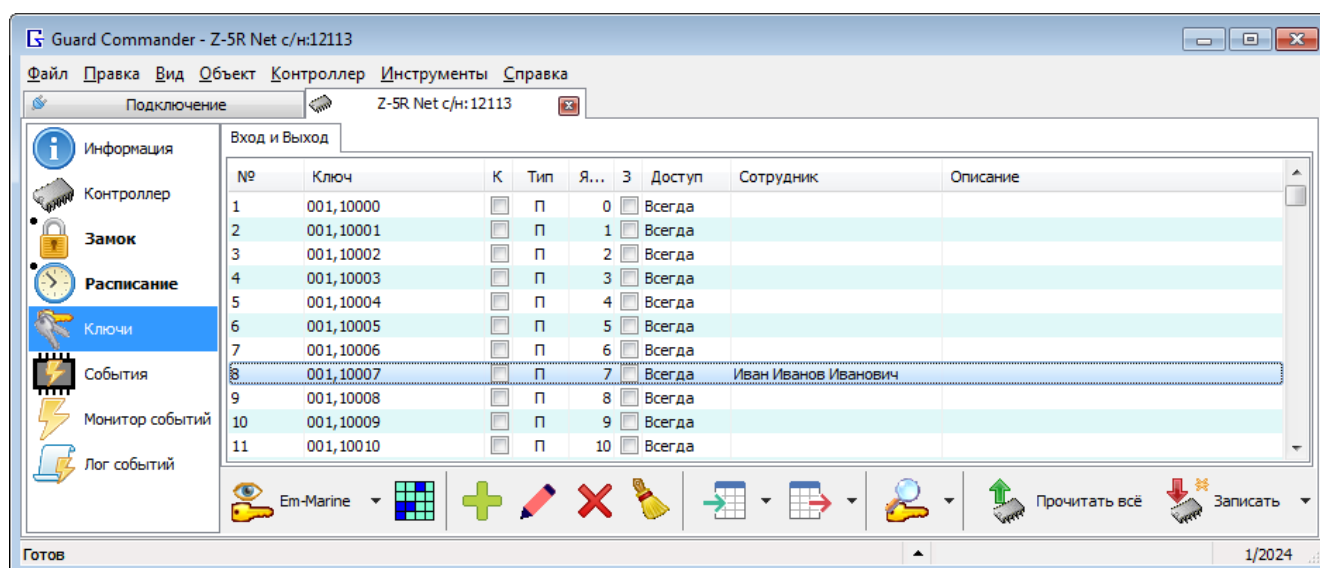 Guard Commander - Z-5R Net с/н:12113
Файл Правка Вид Объект Контроллер Инструменты Справка
Подключение Z-5R Net с/н:12113
Информация
Контроллер
Замок
Расписание
Ключи
События
Монитор событий
Лог событий
Вход и Выход
№ Ключ К Тип Я... З Доступ Сотрудник Описание
1 001,10000 П 0 Всегда
2 001,10001 П 1 Всегда
3 001,10002 П 2 Всегда
4 001,10003 П 3 Всегда
5 001,10004 П 4 Всегда
6 001,10005 П 5 Всегда
7 001,10006 П 6 Всегда
8 001,10007 П 7 Всегда Иван Иванов Иванович
9 001,10008 П 8 Всегда
10 001,10009 П 9 Всегда
11 001,10010 П 10 Всегда
Em-Marine Прочитать всё Записать
Готов 1/2024